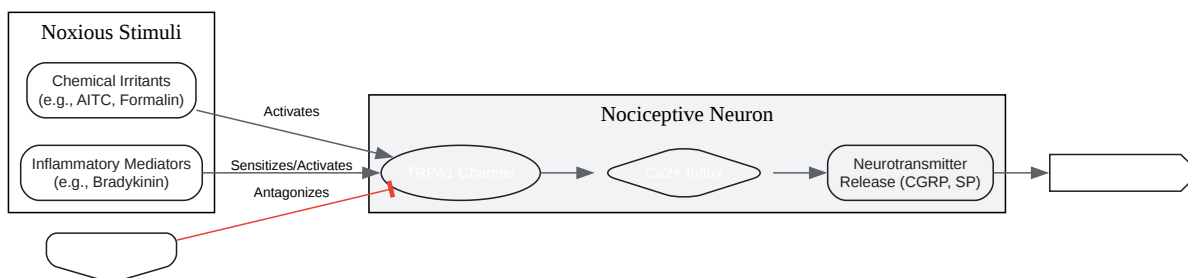 Noxious Stimuli
Chemical Irritants
(e.g., AITC, Formalin)
Inflammatory Mediators
(e.g., Bradykinin)
Activates
Sensitizes/Activates
Antagonizes
Nociceptive Neuron
TRPA1 Channel
Ca2+ Influx
Neurotransmitter
Release (CGRP, SP)